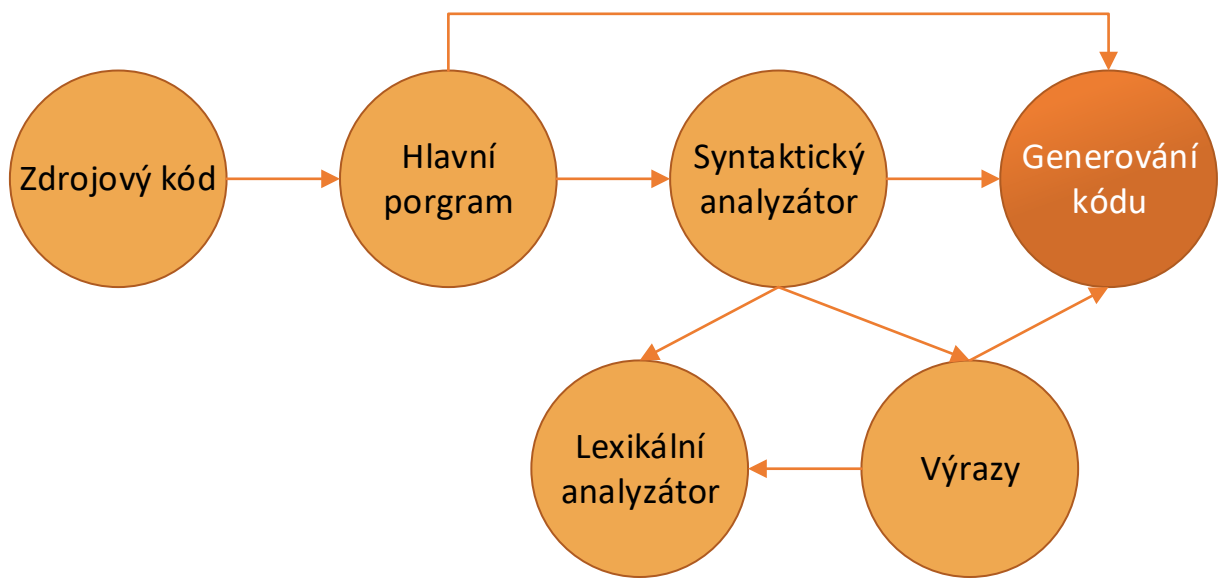 Zdrojový kód
Hlavní
porgram
Syntaktický
analyzátor
Generování
kódu
Lexikální
analyzátor
Výrazy